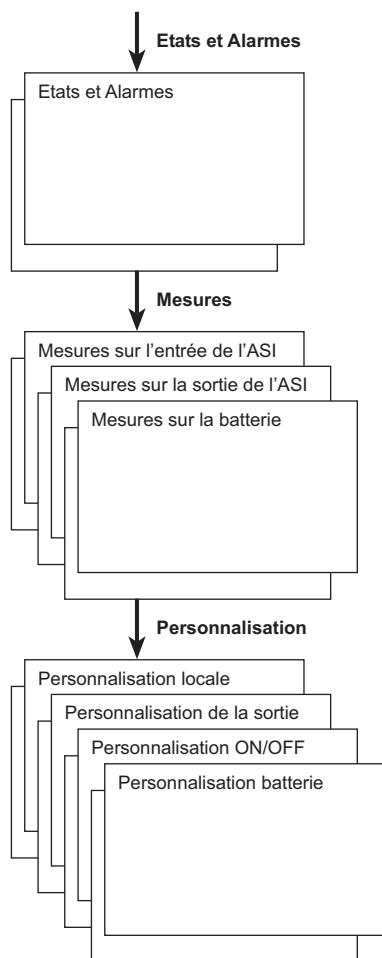 Etats et Alarmes
Etats et Alarmes
Mesures
Mesures sur l'entrée de l'ASI
Mesures sur la sortie de l'ASI
Mesures sur la batterie
Personnalisation
Personnalisation locale
Personnalisation de la sortie
Personnalisation ON/OFF
Personnalisation batterie